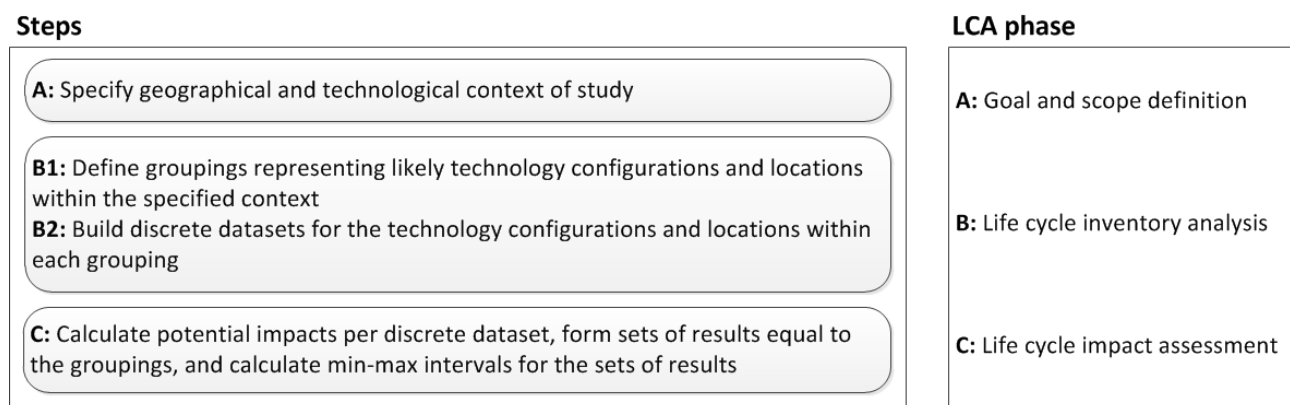 Steps
A: Specify geographical and technological context of study
B1: Define groupings representing likely technology configurations and locations
within the specified context
B2: Build discrete datasets for the technology configurations and locations within
each grouping
C: Calculate potential impacts per discrete dataset, form sets of results equal to
the groupings, and calculate min-max intervals for the sets of results
LCA phase
A: Goal and scope definition
B: Life cycle inventory analysis
C: Life cycle impact assessment